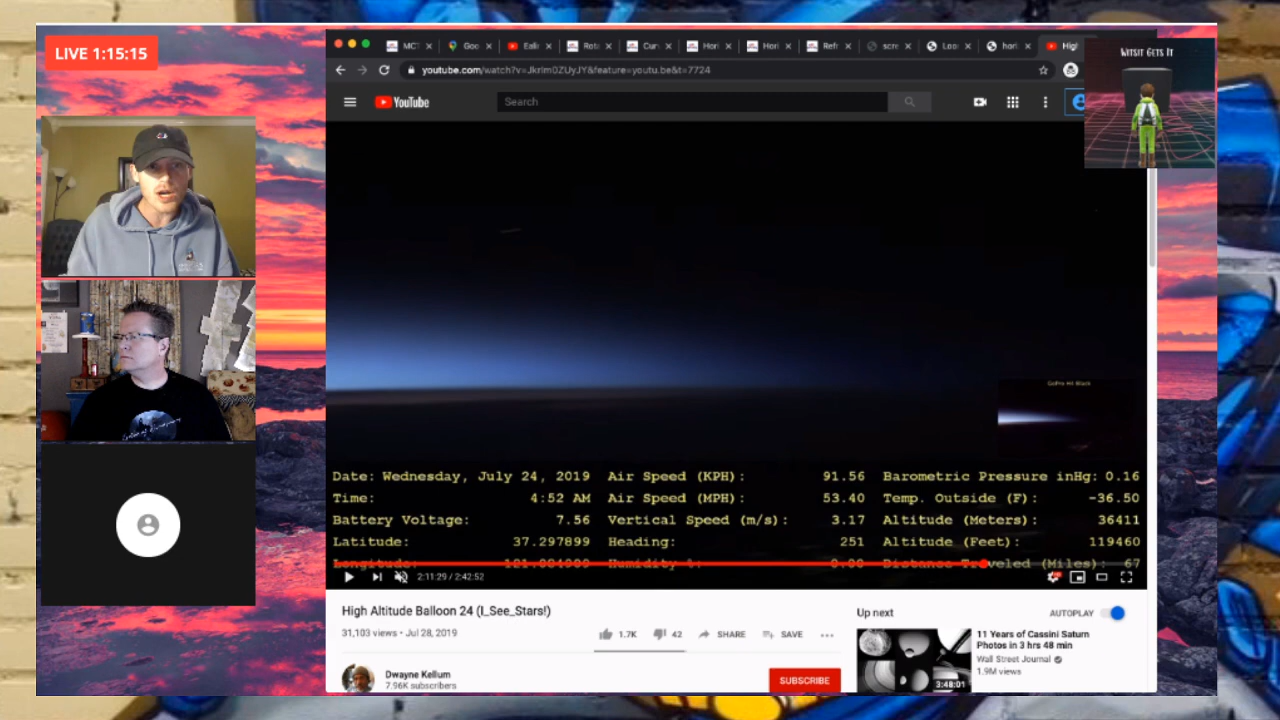 LIVE 1:15:15
youtube.com/watch?v=JkrIm0ZUyJY&feature=youtu.be&t=7724
WITSIT GETS IT
YouTube
Search
GoPro H8 Black
Date: Wednesday, July 24, 2019 Air Speed (KPH): 91.56 Barometric Pressure inHg: 0.16
Time: 4:52 AM Air Speed (MPH): 53.40 Temp. Outside (F): -36.50
Battery Voltage: 7.56 Vertical Speed (m/s): 3.17 Altitude (Meters): 36411
Latitude: 37.297899 Heading: 251 Altitude (Feet): 119460
Longitude: Humidity %: 0.00 Distance Traveled (Miles): 67
2:11:29 / 2:42:52
High Altitude Balloon 24 (I_See_Stars!)
31,103 views • Jul 28, 2019
1.7K 42 SHARE SAVE
Dwayne Kellum
7.96K subscribers
SUBSCRIBE
Up next AUTOPLAY
11 Years of Cassini Saturn
Photos in 3 hrs 48 min
Wall Street Journal
1.9M views
3:48:01